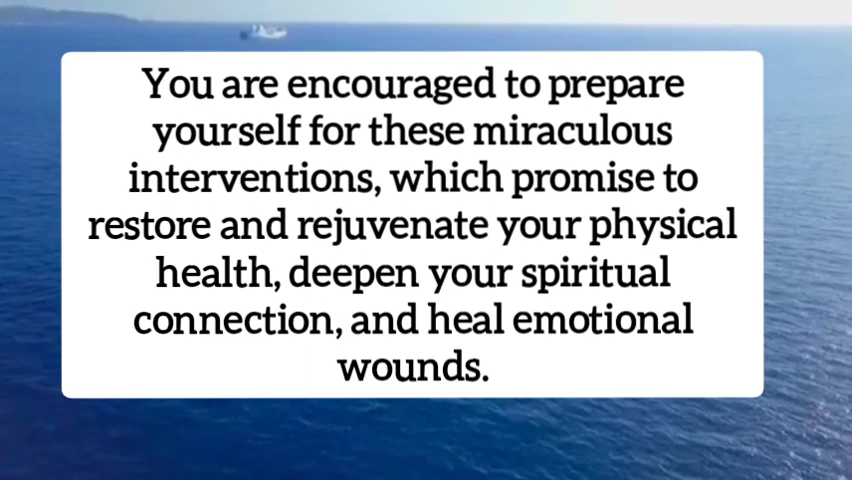 You are encouraged to prepare
yourself for these miraculous
interventions, which promise to
restore and rejuvenate your physical
health, deepen your spiritual
connection, and heal emotional
wounds.